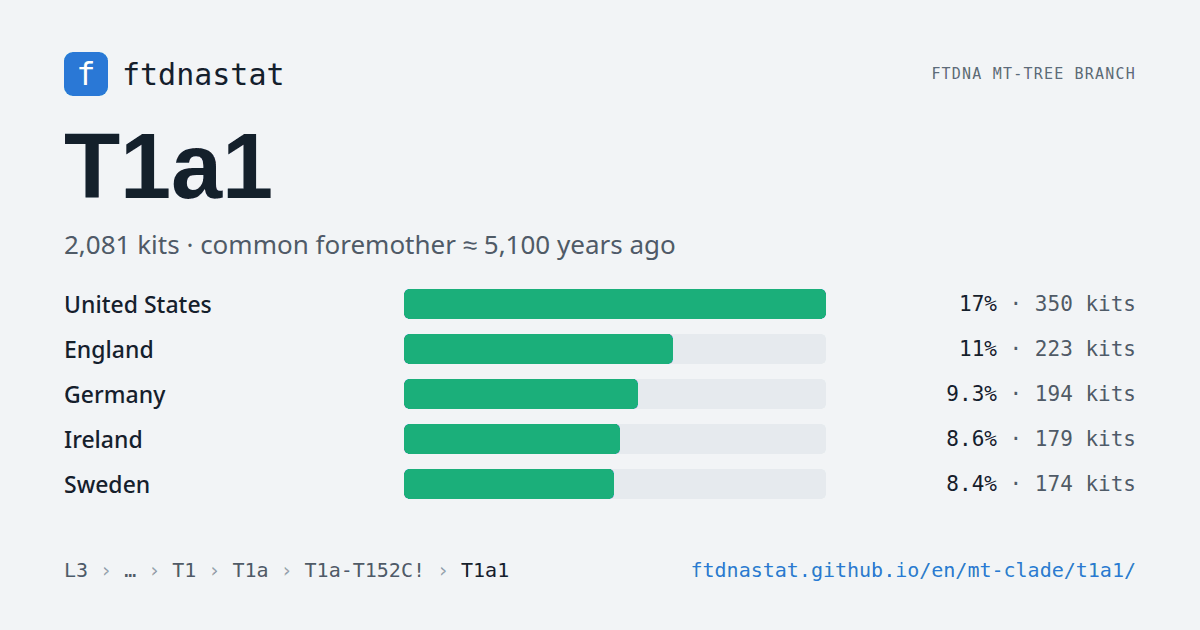 f ftdnastat
FTDNA MT-TREE BRANCH
T1a1
2,081 kits · common foremother ≈ 5,100 years ago
United States 17% · 350 kits
England 11% · 223 kits
Germany 9.3% · 194 kits
Ireland 8.6% · 179 kits
Sweden 8.4% · 174 kits
L3 › … › T1 › T1a › T1a-T152C! › T1a1
ftdnastat.github.io/en/mt-clade/t1a1/